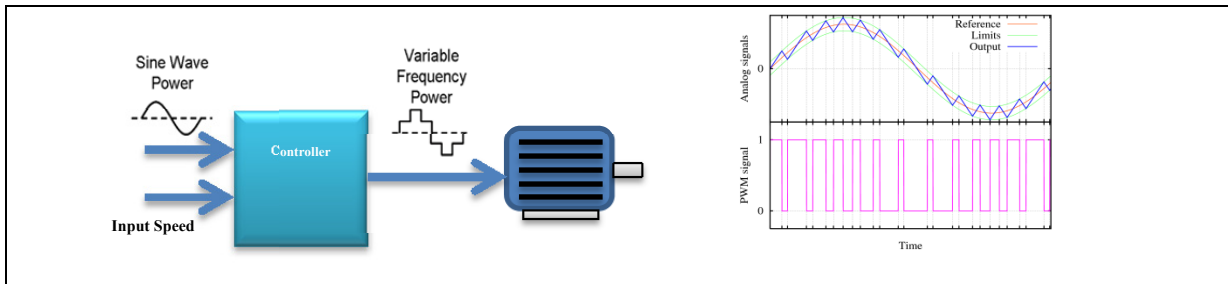 Sine Wave
Power
Variable
Frequency
Power
Controller
Input Speed
Reference
Limits
Output
Analog signals
0
PWM signal
1
0
Time